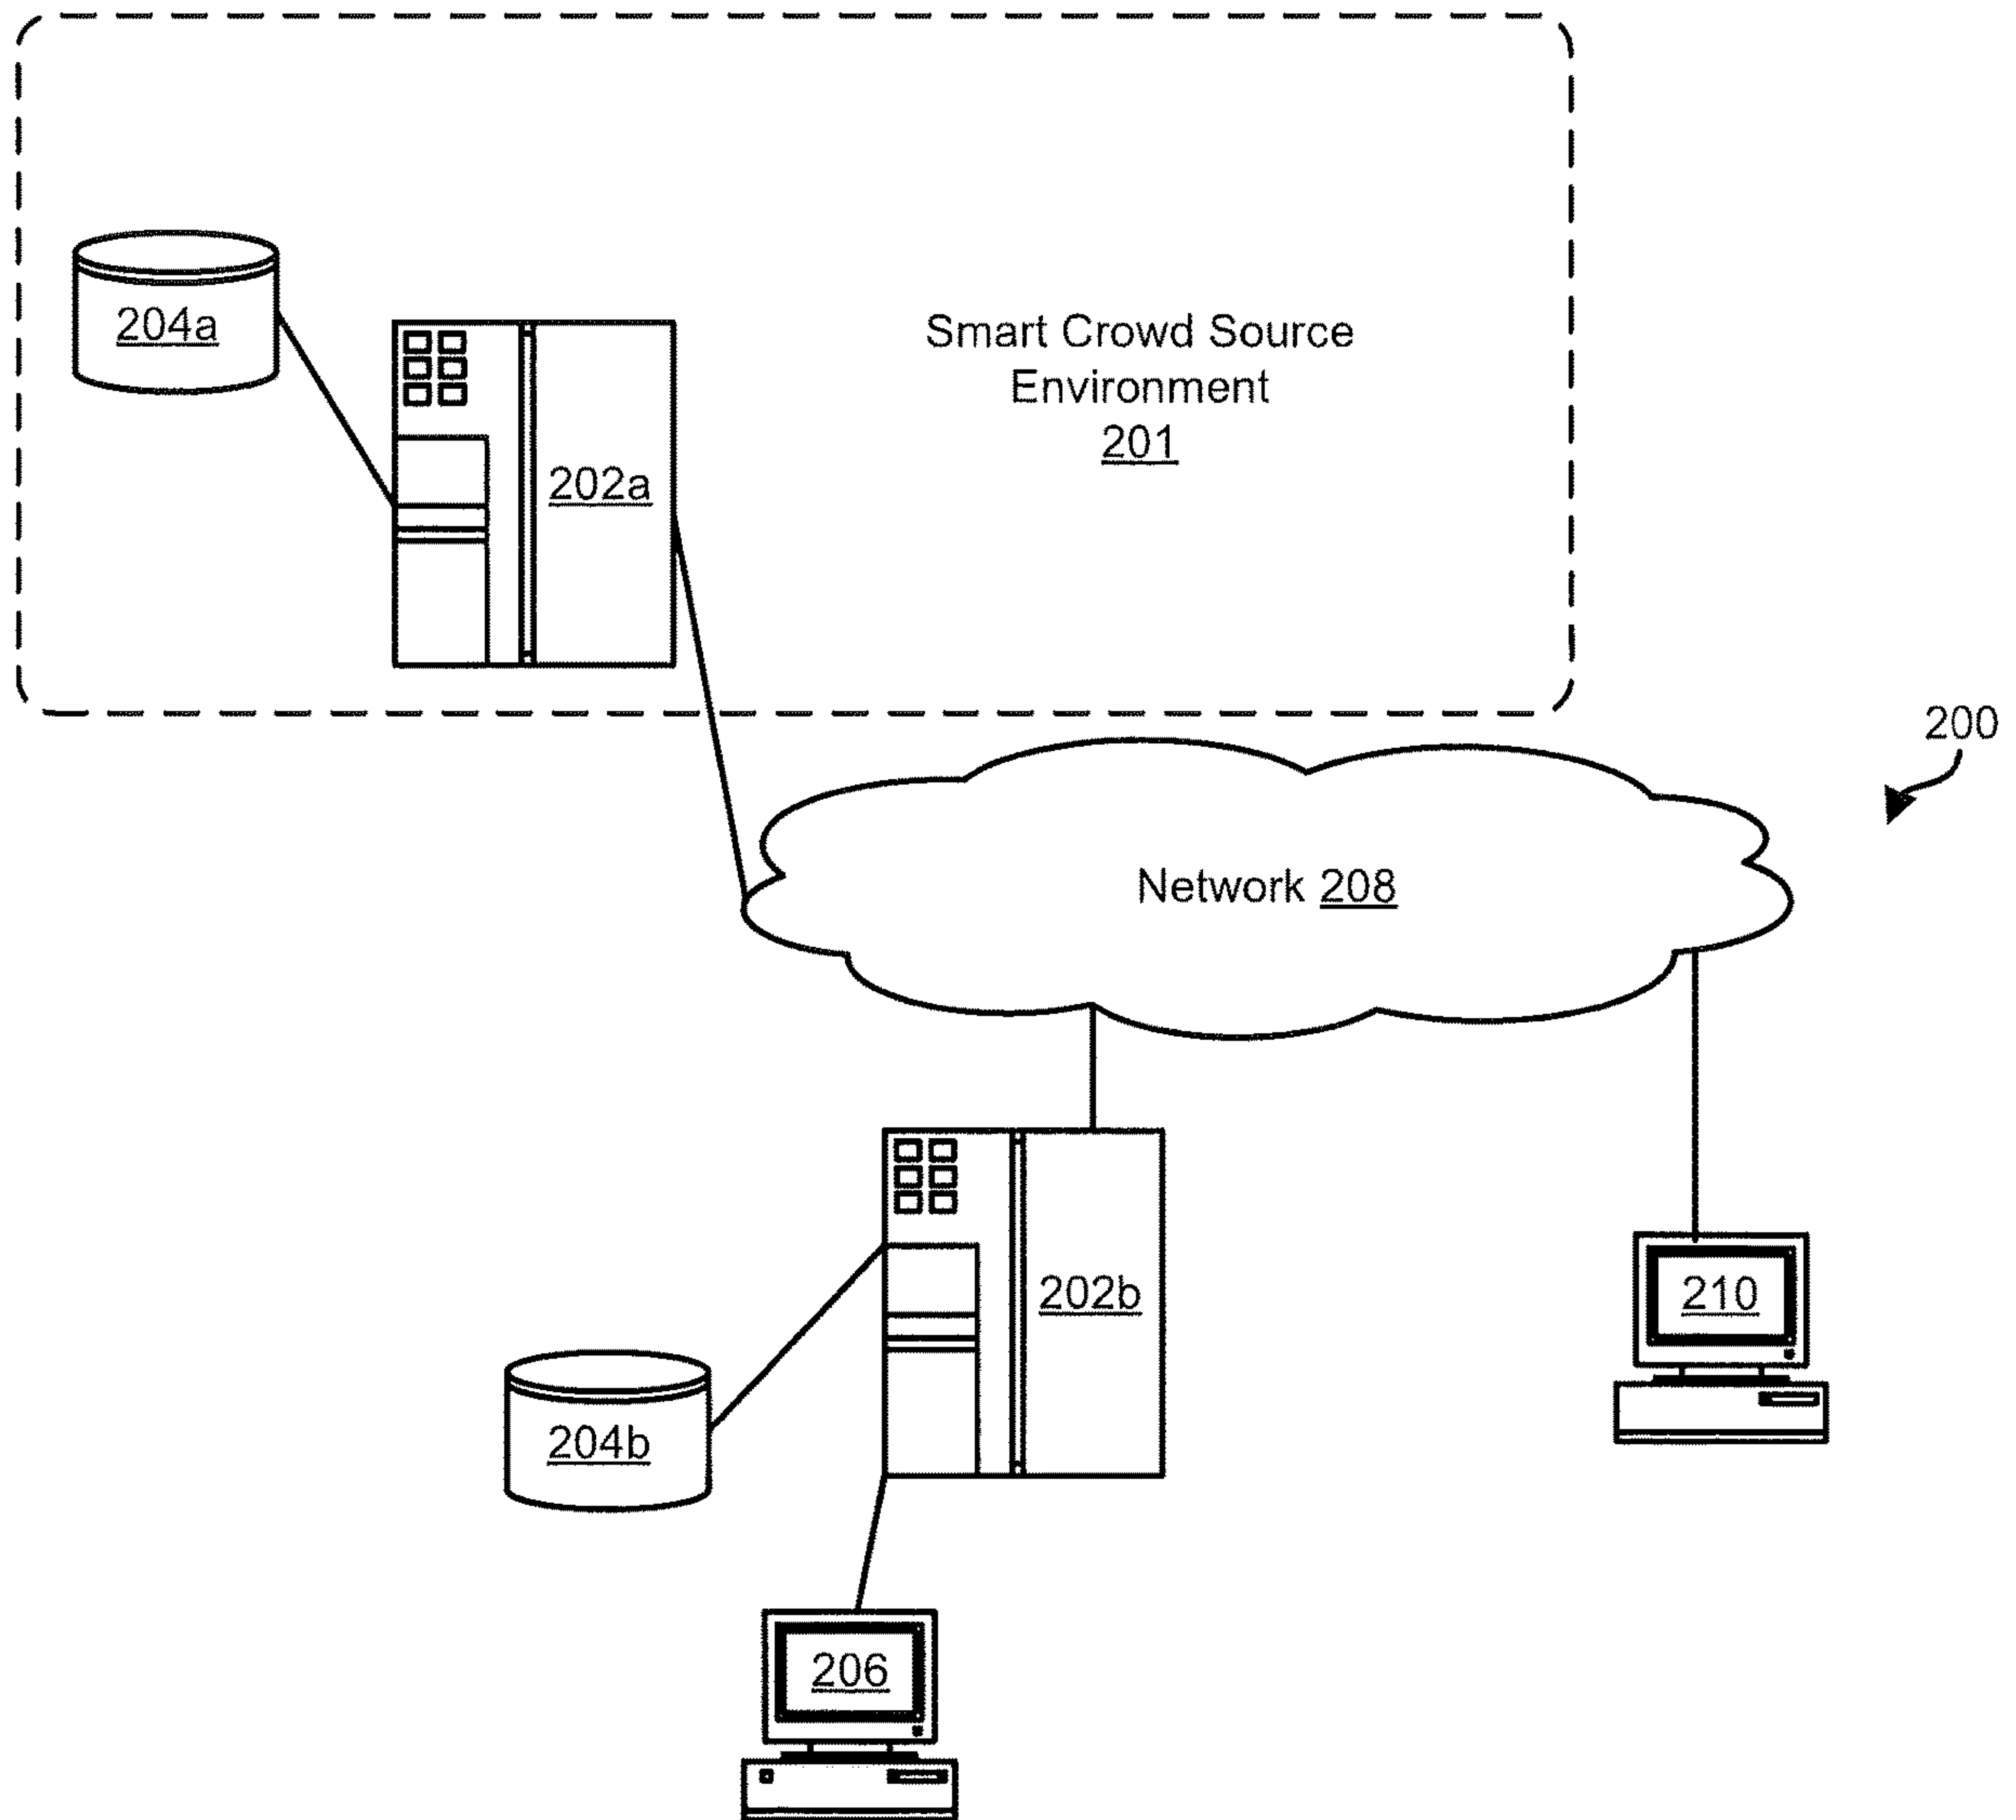 204a
202a
Smart Crowd Source
Environment
201
200
Network 208
202b
210
204b
206